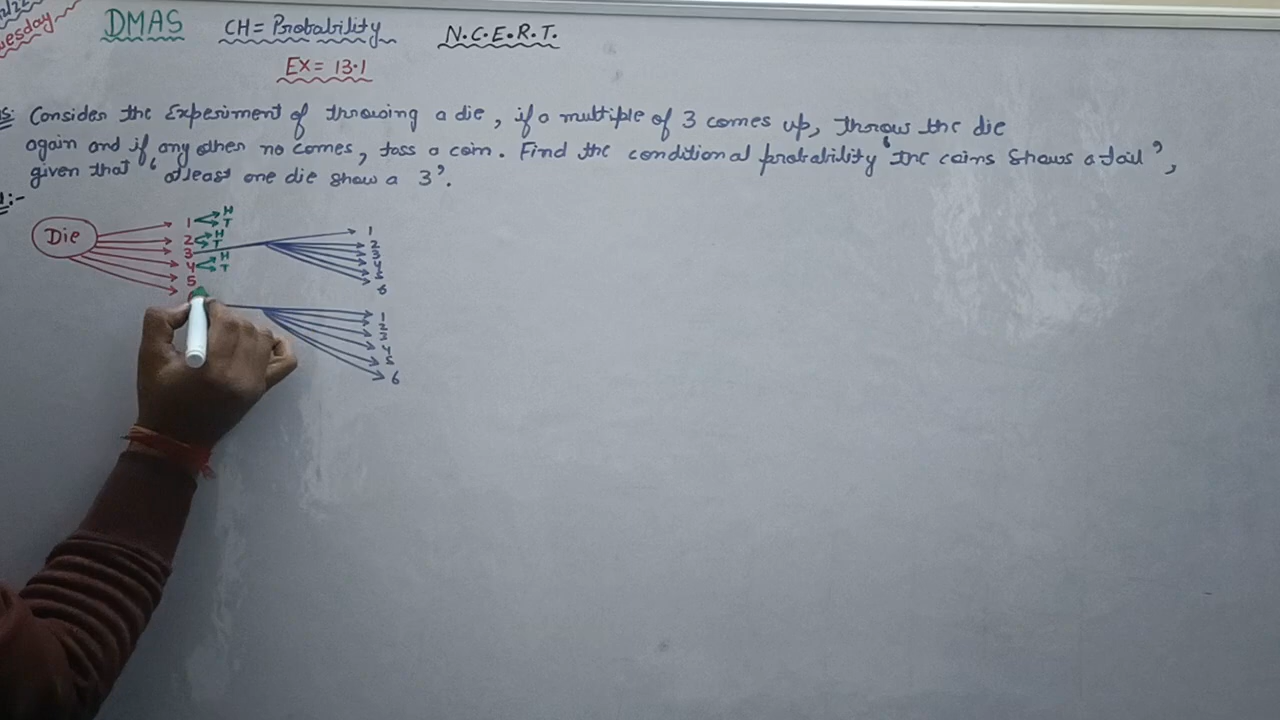 DMAS CH= Probability N.C.E.R.T.
esday
EX = 13.1
Consider the Experiment of throwing a die, if a multiple of 3 comes up, throw the die
again and if any other no comes, toss a coin. Find the conditional probability 'the coins shows a tail',
given that 'atleast one die show a 3'.
Die
1 H
T
2 H
T
3
4 H
T
5
1
2
3
4
5
6
1
2
3
4
5
6